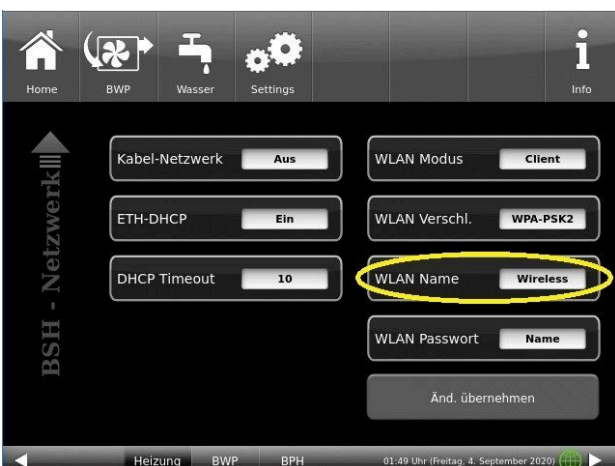 Home BWP Wasser Settings Info
BSH - Netzwerk
Kabel-Netzwerk Aus
ETH-DHCP Ein
DHCP Timeout 10
WLAN Modus Client
WLAN Verschl. WPA-PSK2
WLAN Name Wireless
WLAN Passwort Name
Änd. übernehmen
Heizung BWP BPH 01:49 Uhr (Freitag, 4. September 2020)